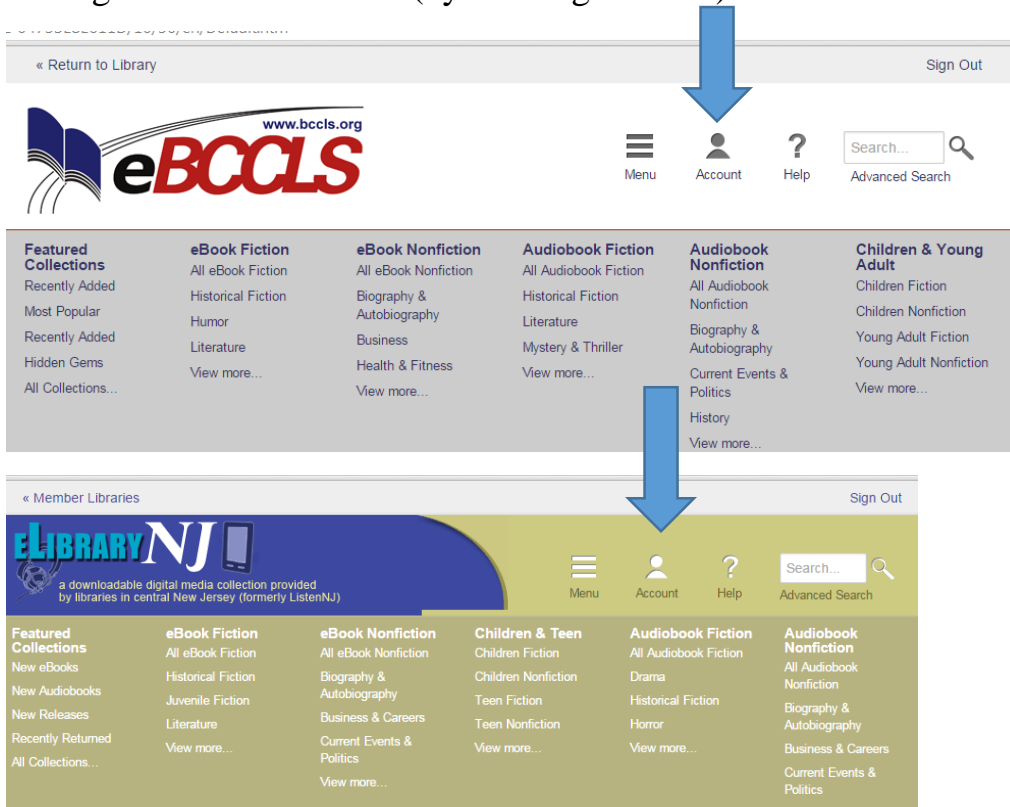 « Return to Library
Sign Out
www.bccls.org
eBCCLS
Menu
Account
?
Help
Search...
Advanced Search
Featured
Collections
Recently Added
Most Popular
Recently Added
Hidden Gems
All Collections...
eBook Fiction
All eBook Fiction
Historical Fiction
Humor
Literature
View more...
eBook Nonfiction
All eBook Nonfiction
Biography &
Autobiography
Business
Health & Fitness
View more...
Audiobook Fiction
All Audiobook Fiction
Historical Fiction
Literature
Mystery & Thriller
View more...
Audiobook
Nonfiction
All Audiobook
Nonfiction
Biography &
Autobiography
Current Events &
Politics
History
View more...
Children & Young
Adult
Children Fiction
Children Nonfiction
Young Adult Fiction
Young Adult Nonfiction
View more...
« Member Libraries
Sign Out
eLIBRARYNJ
a downloadable digital media collection provided
by libraries in central New Jersey (formerly ListenNJ)
Menu
Account
?
Help
Search...
Advanced Search
Featured
Collections
New eBooks
New Audiobooks
New Releases
Recently Returned
All Collections...
eBook Fiction
All eBook Fiction
Historical Fiction
Juvenile Fiction
Literature
View more...
eBook Nonfiction
All eBook Nonfiction
Biography &
Autobiography
Business & Careers
Current Events &
Politics
View more...
Children & Teen
Children Fiction
Children Nonfiction
Teen Fiction
Teen Nonfiction
View more...
Audiobook Fiction
All Audiobook Fiction
Drama
Historical Fiction
Horror
View more...
Audiobook
Nonfiction
All Audiobook
Nonfiction
Biography &
Autobiography
Business & Careers
Current Events &
Politics